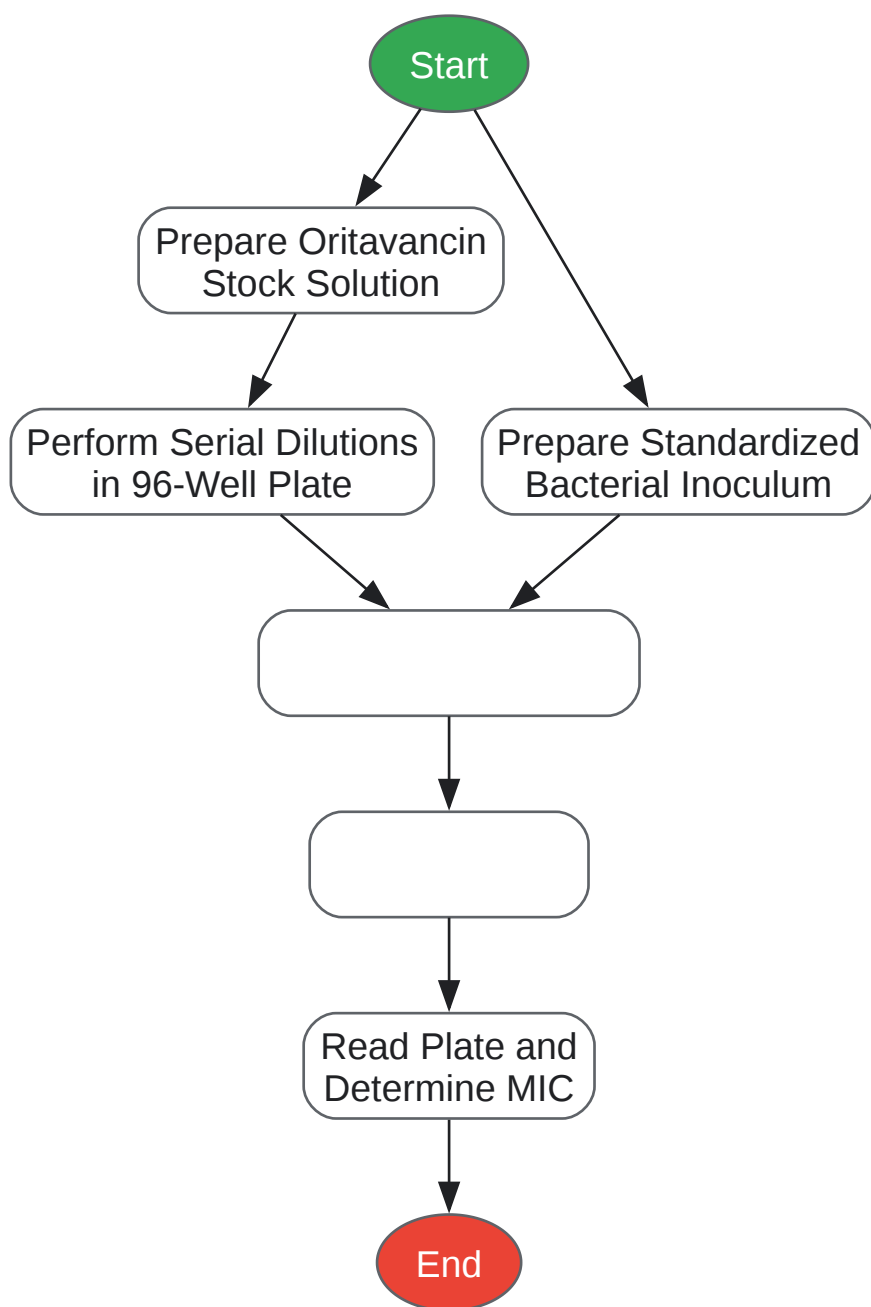 Start
Prepare Oritavancin
Stock Solution
Perform Serial Dilutions
in 96-Well Plate
Prepare Standardized
Bacterial Inoculum
Read Plate and
Determine MIC
End